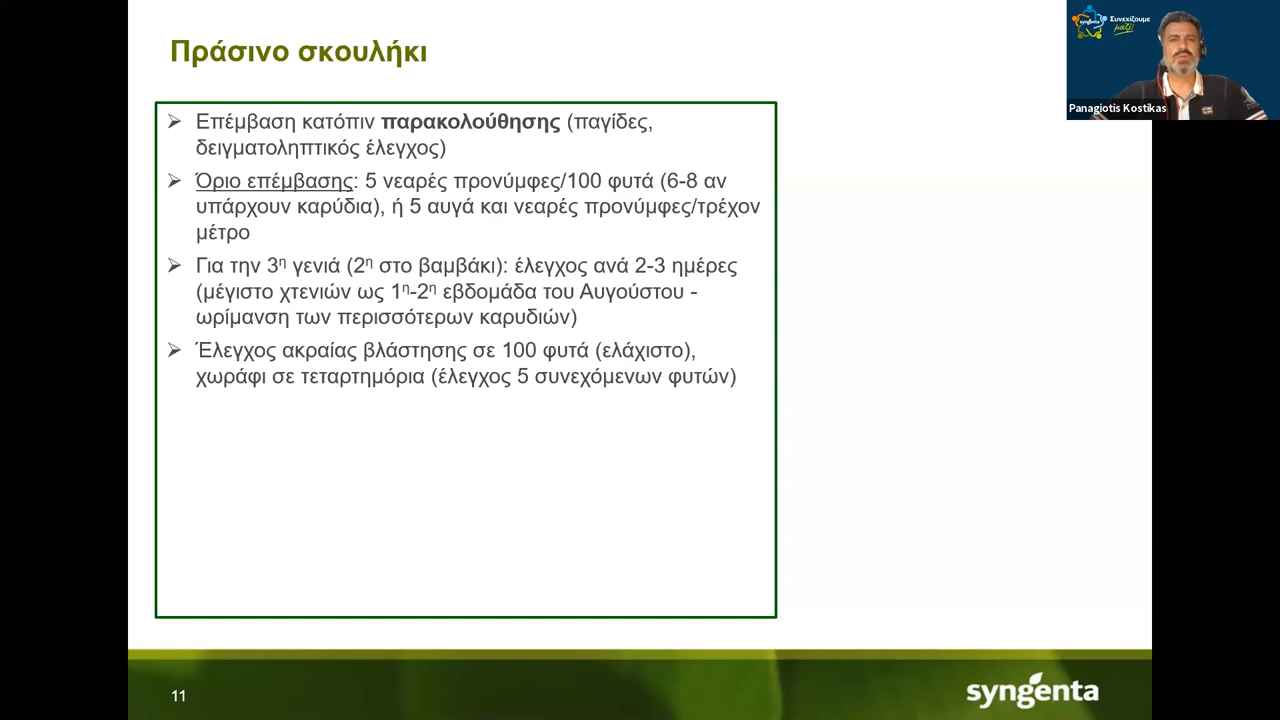 Πράσινο σκουλήκι
syngenta
Συνεχίζουμε
μαζί!
Panagiotis Kostikas
➢ Επέμβαση κατόπιν παρακολούθησης (παγίδες,
δειγματοληπτικός έλεγχος)
➢ Όριο επέμβασης: 5 νεαρές προνύμφες/100 φυτά (6-8 αν
υπάρχουν καρύδια), ή 5 αυγά και νεαρές προνύμφες/τρέχον
μέτρο
➢ Για την 3η γενιά (2η στο βαμβάκι): έλεγχος ανά 2-3 ημέρες
(μέγιστο χτενιών ως 1η-2η εβδομάδα του Αυγούστου -
ωρίμανση των περισσότερων καρυδιών)
➢ Έλεγχος ακραίας βλάστησης σε 100 φυτά (ελάχιστο),
χωράφι σε τεταρτημόρια (έλεγχος 5 συνεχόμενων φυτών)
11
syngenta